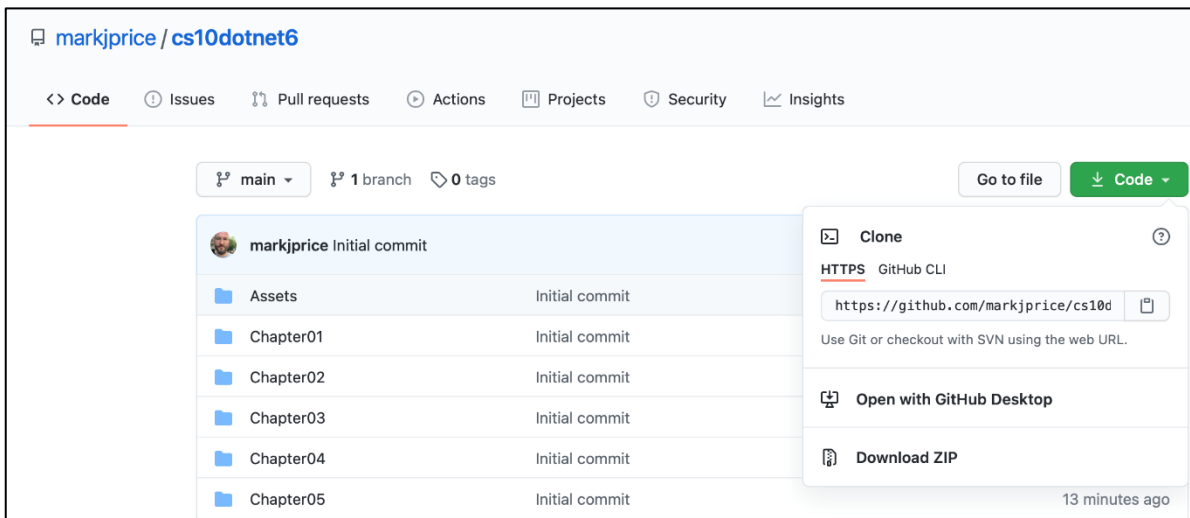 markjprice / cs10dotnet6
Code Issues Pull requests Actions Projects Security Insights
main 1 branch 0 tags Go to file Code
markjprice Initial commit
Assets Initial commit
Chapter01 Initial commit
Chapter02 Initial commit
Chapter03 Initial commit
Chapter04 Initial commit
Chapter05 Initial commit 13 minutes ago
Clone
HTTPS GitHub CLI
https://github.com/markjprice/cs10d
Use Git or checkout with SVN using the web URL.
Open with GitHub Desktop
Download ZIP